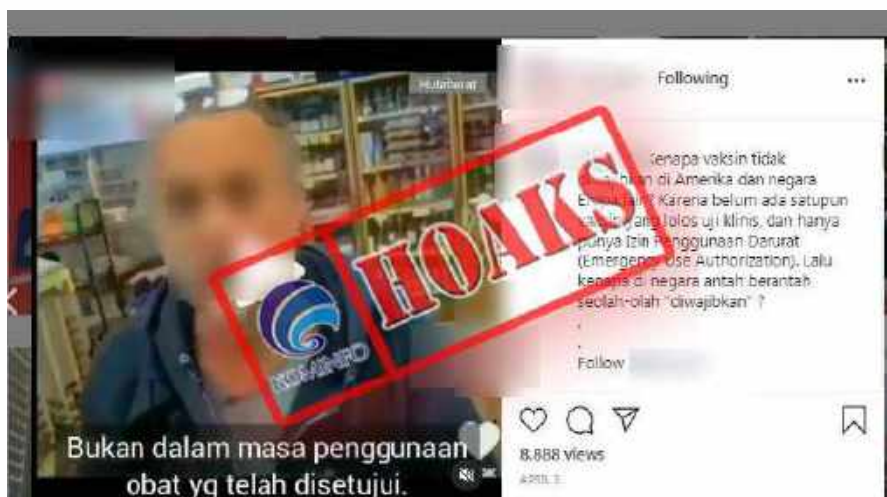 Following
Kenapa vaksin tidak
di Amerika dan negara
Karena belum ada satupun
yang lolos uji klinis, dan hanya
punya Izin Penggunaan Darurat
(Emergency Use Authorization). Lalu
kenapa di negara antah berantah
seolah-olah "diwajibkan" ?
.
.
Follow
HOAKS
KOMINFO
Bukan dalam masa penggunaan
obat yg telah disetujui.
8.888 views
APRIL 3